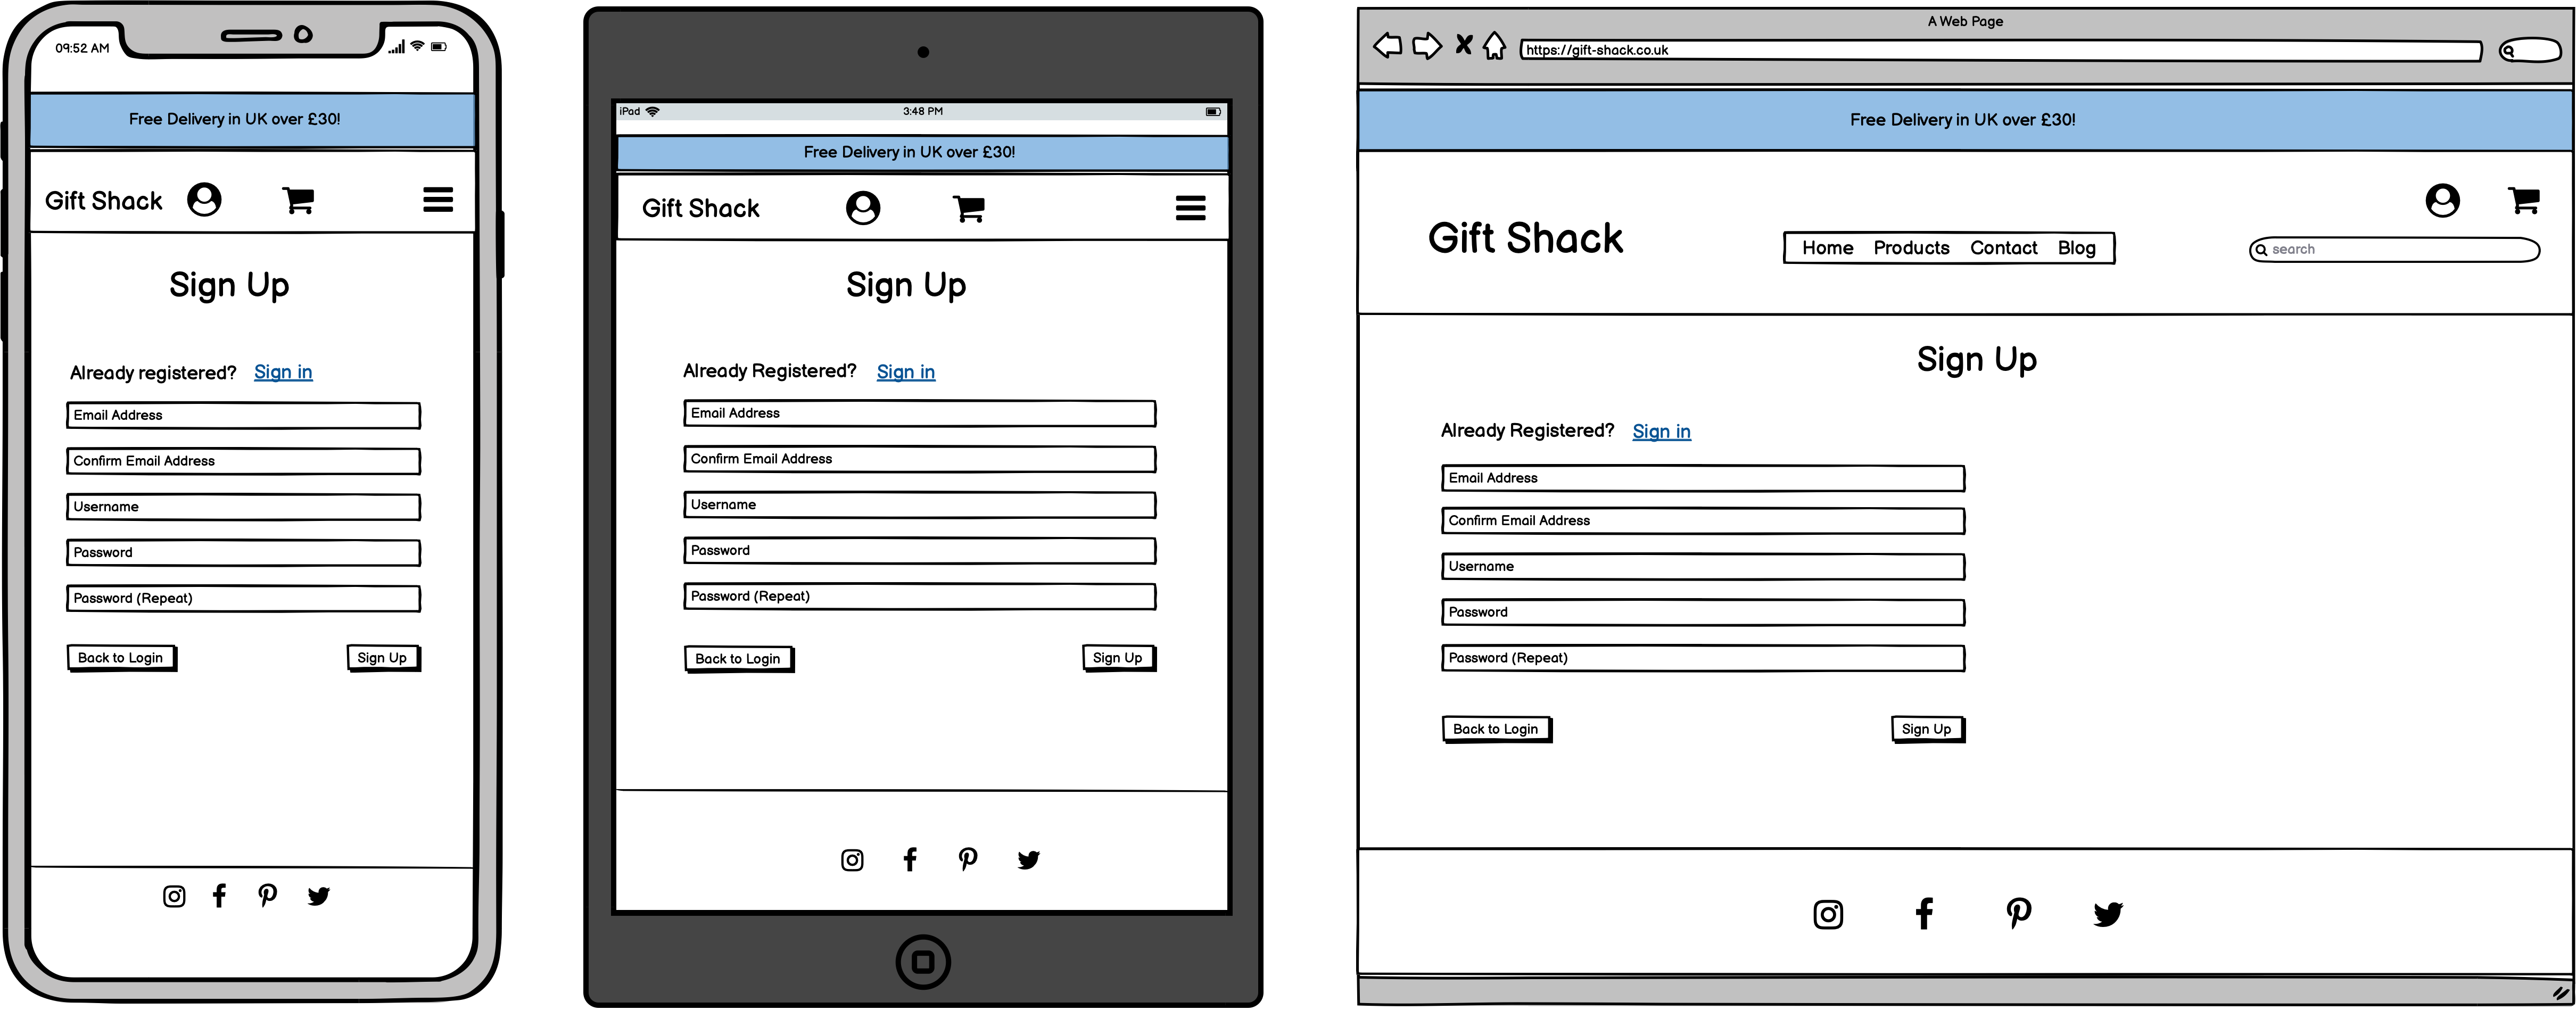 09:52 AM
Free Delivery in UK over £30!
Gift Shack
Sign Up
Already registered? Sign in
Email Address
Confirm Email Address
Username
Password
Password (Repeat)
Back to Login Sign Up
iPad 3:48 PM
Free Delivery in UK over £30!
Gift Shack
Sign Up
Already Registered? Sign in
Email Address
Confirm Email Address
Username
Password
Password (Repeat)
Back to Login Sign Up
A Web Page
https://gift-shack.co.uk
Free Delivery in UK over £30!
Gift Shack
Home Products Contact Blog
search
Sign Up
Already Registered? Sign in
Email Address
Confirm Email Address
Username
Password
Password (Repeat)
Back to Login Sign Up